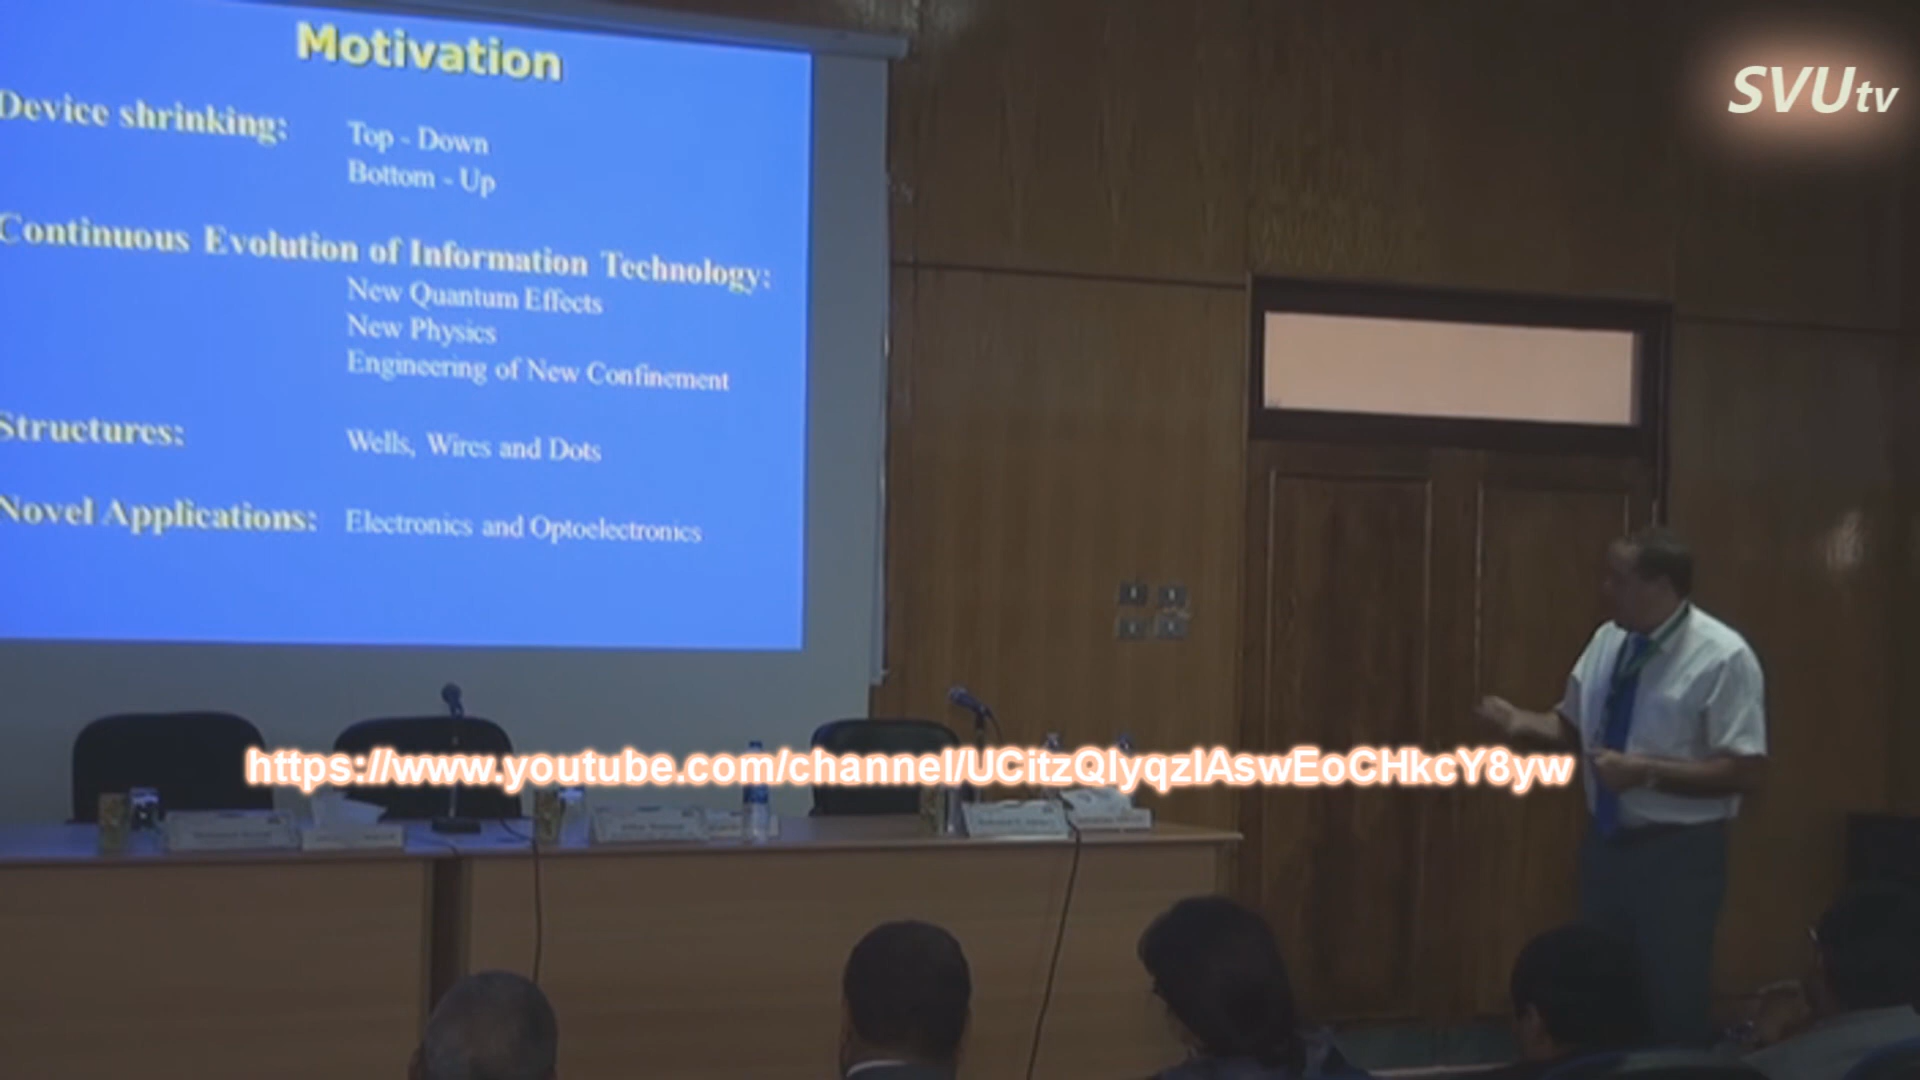 Motivation
SVUtv
Device shrinking:
Top - Down
Bottom - Up
Continuous Evolution of Information Technology:
New Quantum Effects
New Physics
Engineering of New Confinement
Structures:
Wells, Wires and Dots
Novel Applications:
Electronics and Optoelectronics
https://www.youtube.com/channel/UCitzQlyqzlAswEoCHkcY8yw